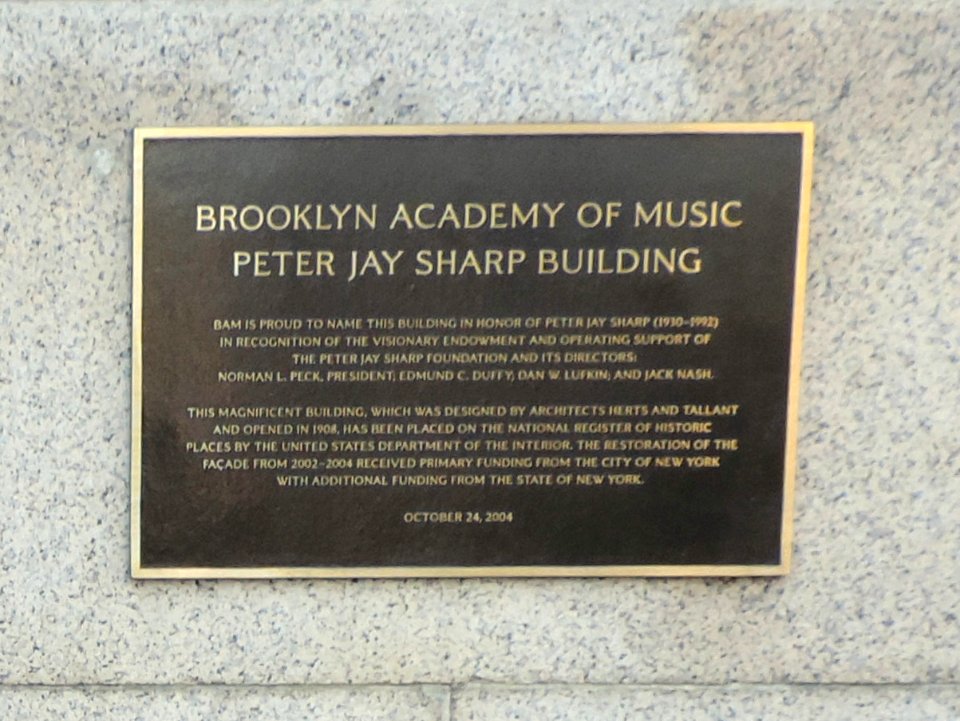 BROOKLYN ACADEMY OF MUSIC
PETER JAY SHARP BUILDING
BAM IS PROUD TO NAME THIS BUILDING IN HONOR OF PETER JAY SHARP (1930–1992)
IN RECOGNITION OF THE VISIONARY ENDOWMENT AND OPERATING SUPPORT OF
THE PETER JAY SHARP FOUNDATION AND ITS DIRECTORS:
NORMAN L. PECK, PRESIDENT; EDMUND C. DUFFY; DAN W. LUFKIN; AND JACK NASH.
THIS MAGNIFICENT BUILDING, WHICH WAS DESIGNED BY ARCHITECTS HERTS AND TALLANT
AND OPENED IN 1908, HAS BEEN PLACED ON THE NATIONAL REGISTER OF HISTORIC
PLACES BY THE UNITED STATES DEPARTMENT OF THE INTERIOR. THE RESTORATION OF THE
FAÇADE FROM 2002–2004 RECEIVED PRIMARY FUNDING FROM THE CITY OF NEW YORK
WITH ADDITIONAL FUNDING FROM THE STATE OF NEW YORK.
OCTOBER 24, 2004